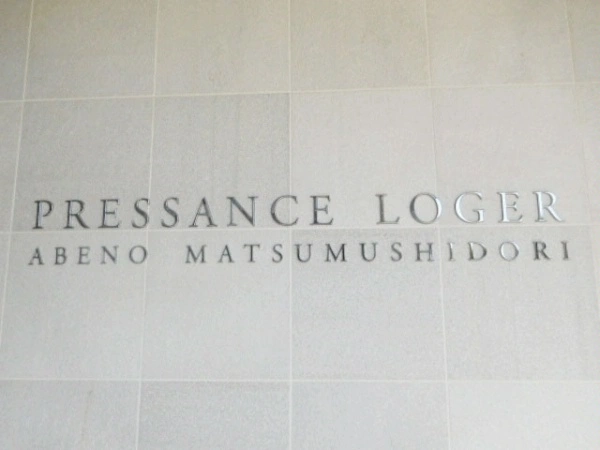 PRESSANCE LOGER
ABENO MATSUMUSHIDORI